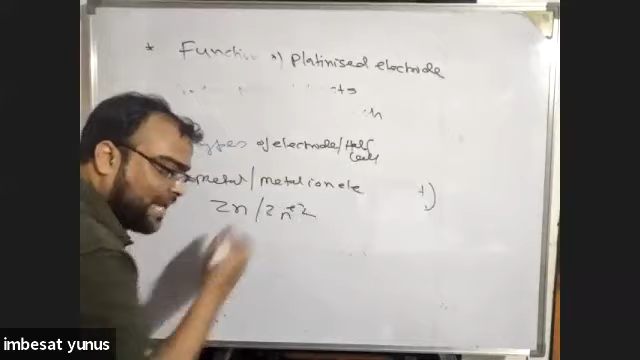 * Function of platinised electrode
types of electrode/Half
cell
metal/metal ion ele
Zn/Zn+2
imbesat yunus